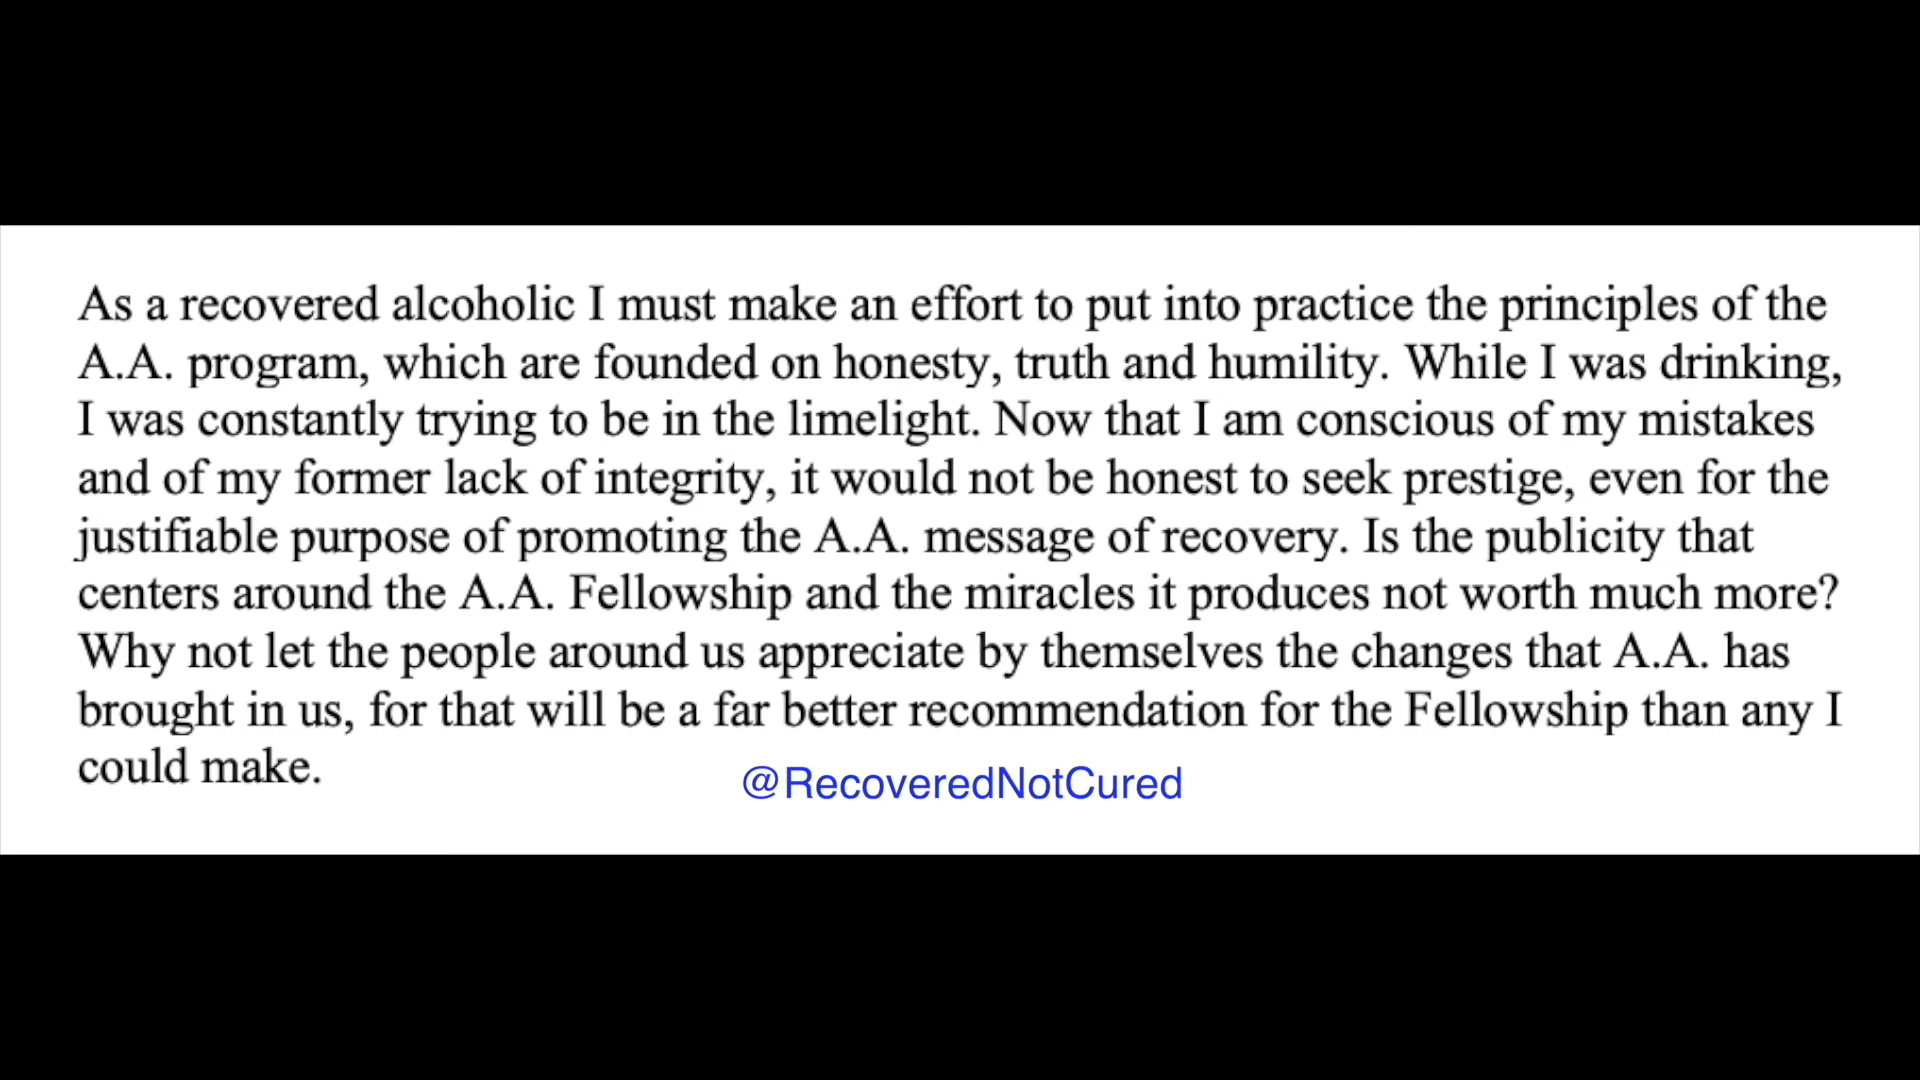 As a recovered alcoholic I must make an effort to put into practice the principles of the
A.A. program, which are founded on honesty, truth and humility. While I was drinking,
I was constantly trying to be in the limelight. Now that I am conscious of my mistakes
and of my former lack of integrity, it would not be honest to seek prestige, even for the
justifiable purpose of promoting the A.A. message of recovery. Is the publicity that
centers around the A.A. Fellowship and the miracles it produces not worth much more?
Why not let the people around us appreciate by themselves the changes that A.A. has
brought in us, for that will be a far better recommendation for the Fellowship than any I
could make.
@RecoveredNotCured